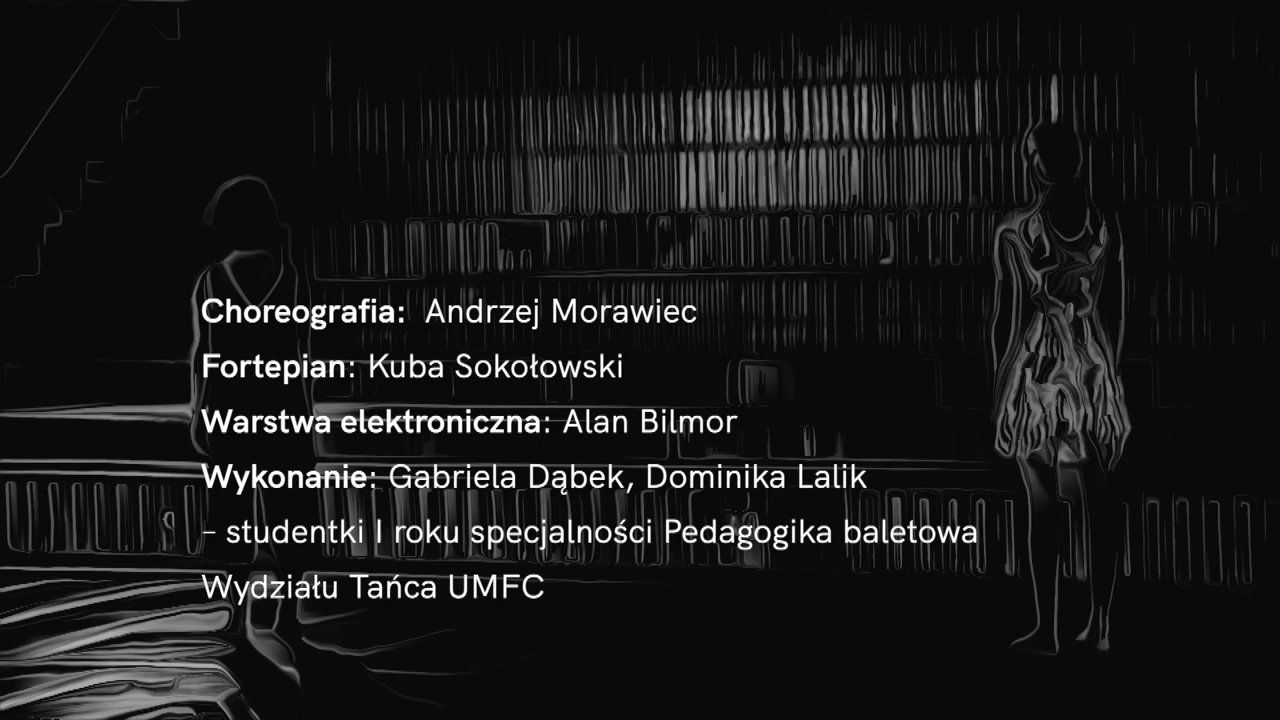 Choreografia: Andrzej Morawiec
Fortepian: Kuba Sokołowski
Warstwa elektroniczna: Alan Bilmor
Wykonanie: Gabriela Dąbek, Dominika Lalik
– studentki I roku specjalności Pedagogika baletowa
Wydziału Tańca UMFC